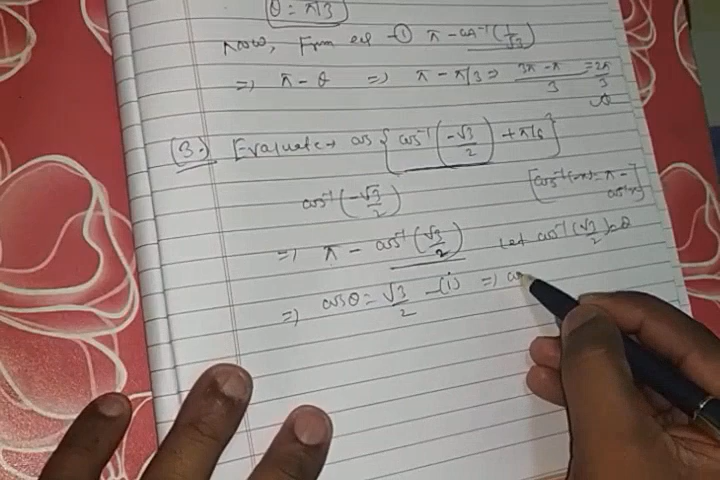 θ = π/3
Now, From eq -① π - cos⁻¹(1/√2)
=> π - θ => π - π/3 => 3π - π/3 = 2π/3
(3.) Evaluate → cos {cos⁻¹(-√3/2) + π/6}
cos⁻¹(-√3/2) [cos⁻¹(-x) = π - cos⁻¹x]
=> π - cos⁻¹(√3/2) Let cos⁻¹(√3/2) = θ
=> cosθ = √3/2 -(i) => cos